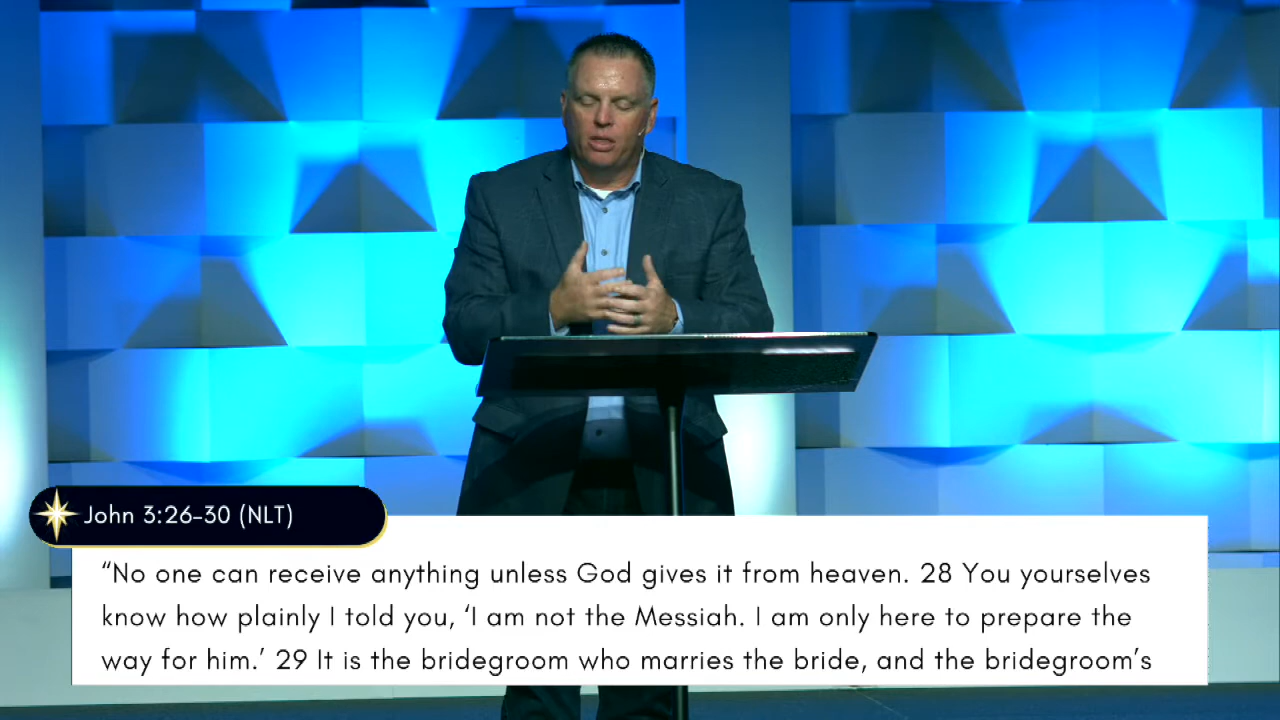 John 3:26-30 (NLT)
“No one can receive anything unless God gives it from heaven. 28 You yourselves
know how plainly I told you, ‘I am not the Messiah. I am only here to prepare the
way for him.’ 29 It is the bridegroom who marries the bride, and the bridegroom’s